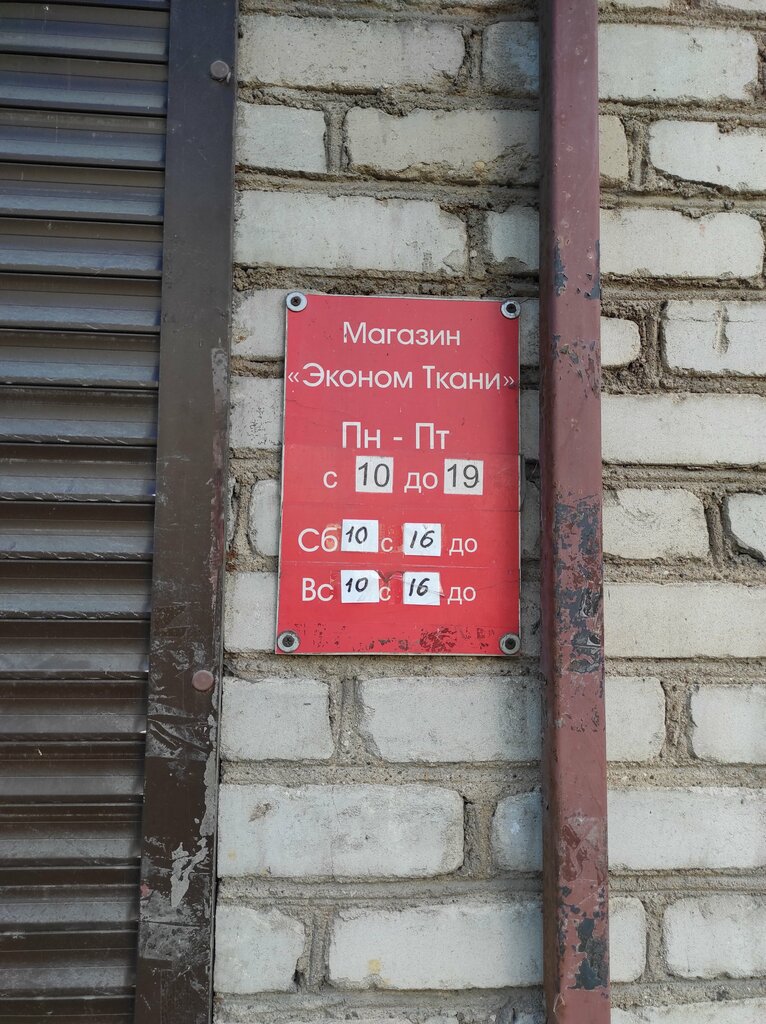 Магазин
«Эконом Ткани»
Пн - Пт
с 10 до 19
Сб 10 с 16 до
Вс 10 с 16 до